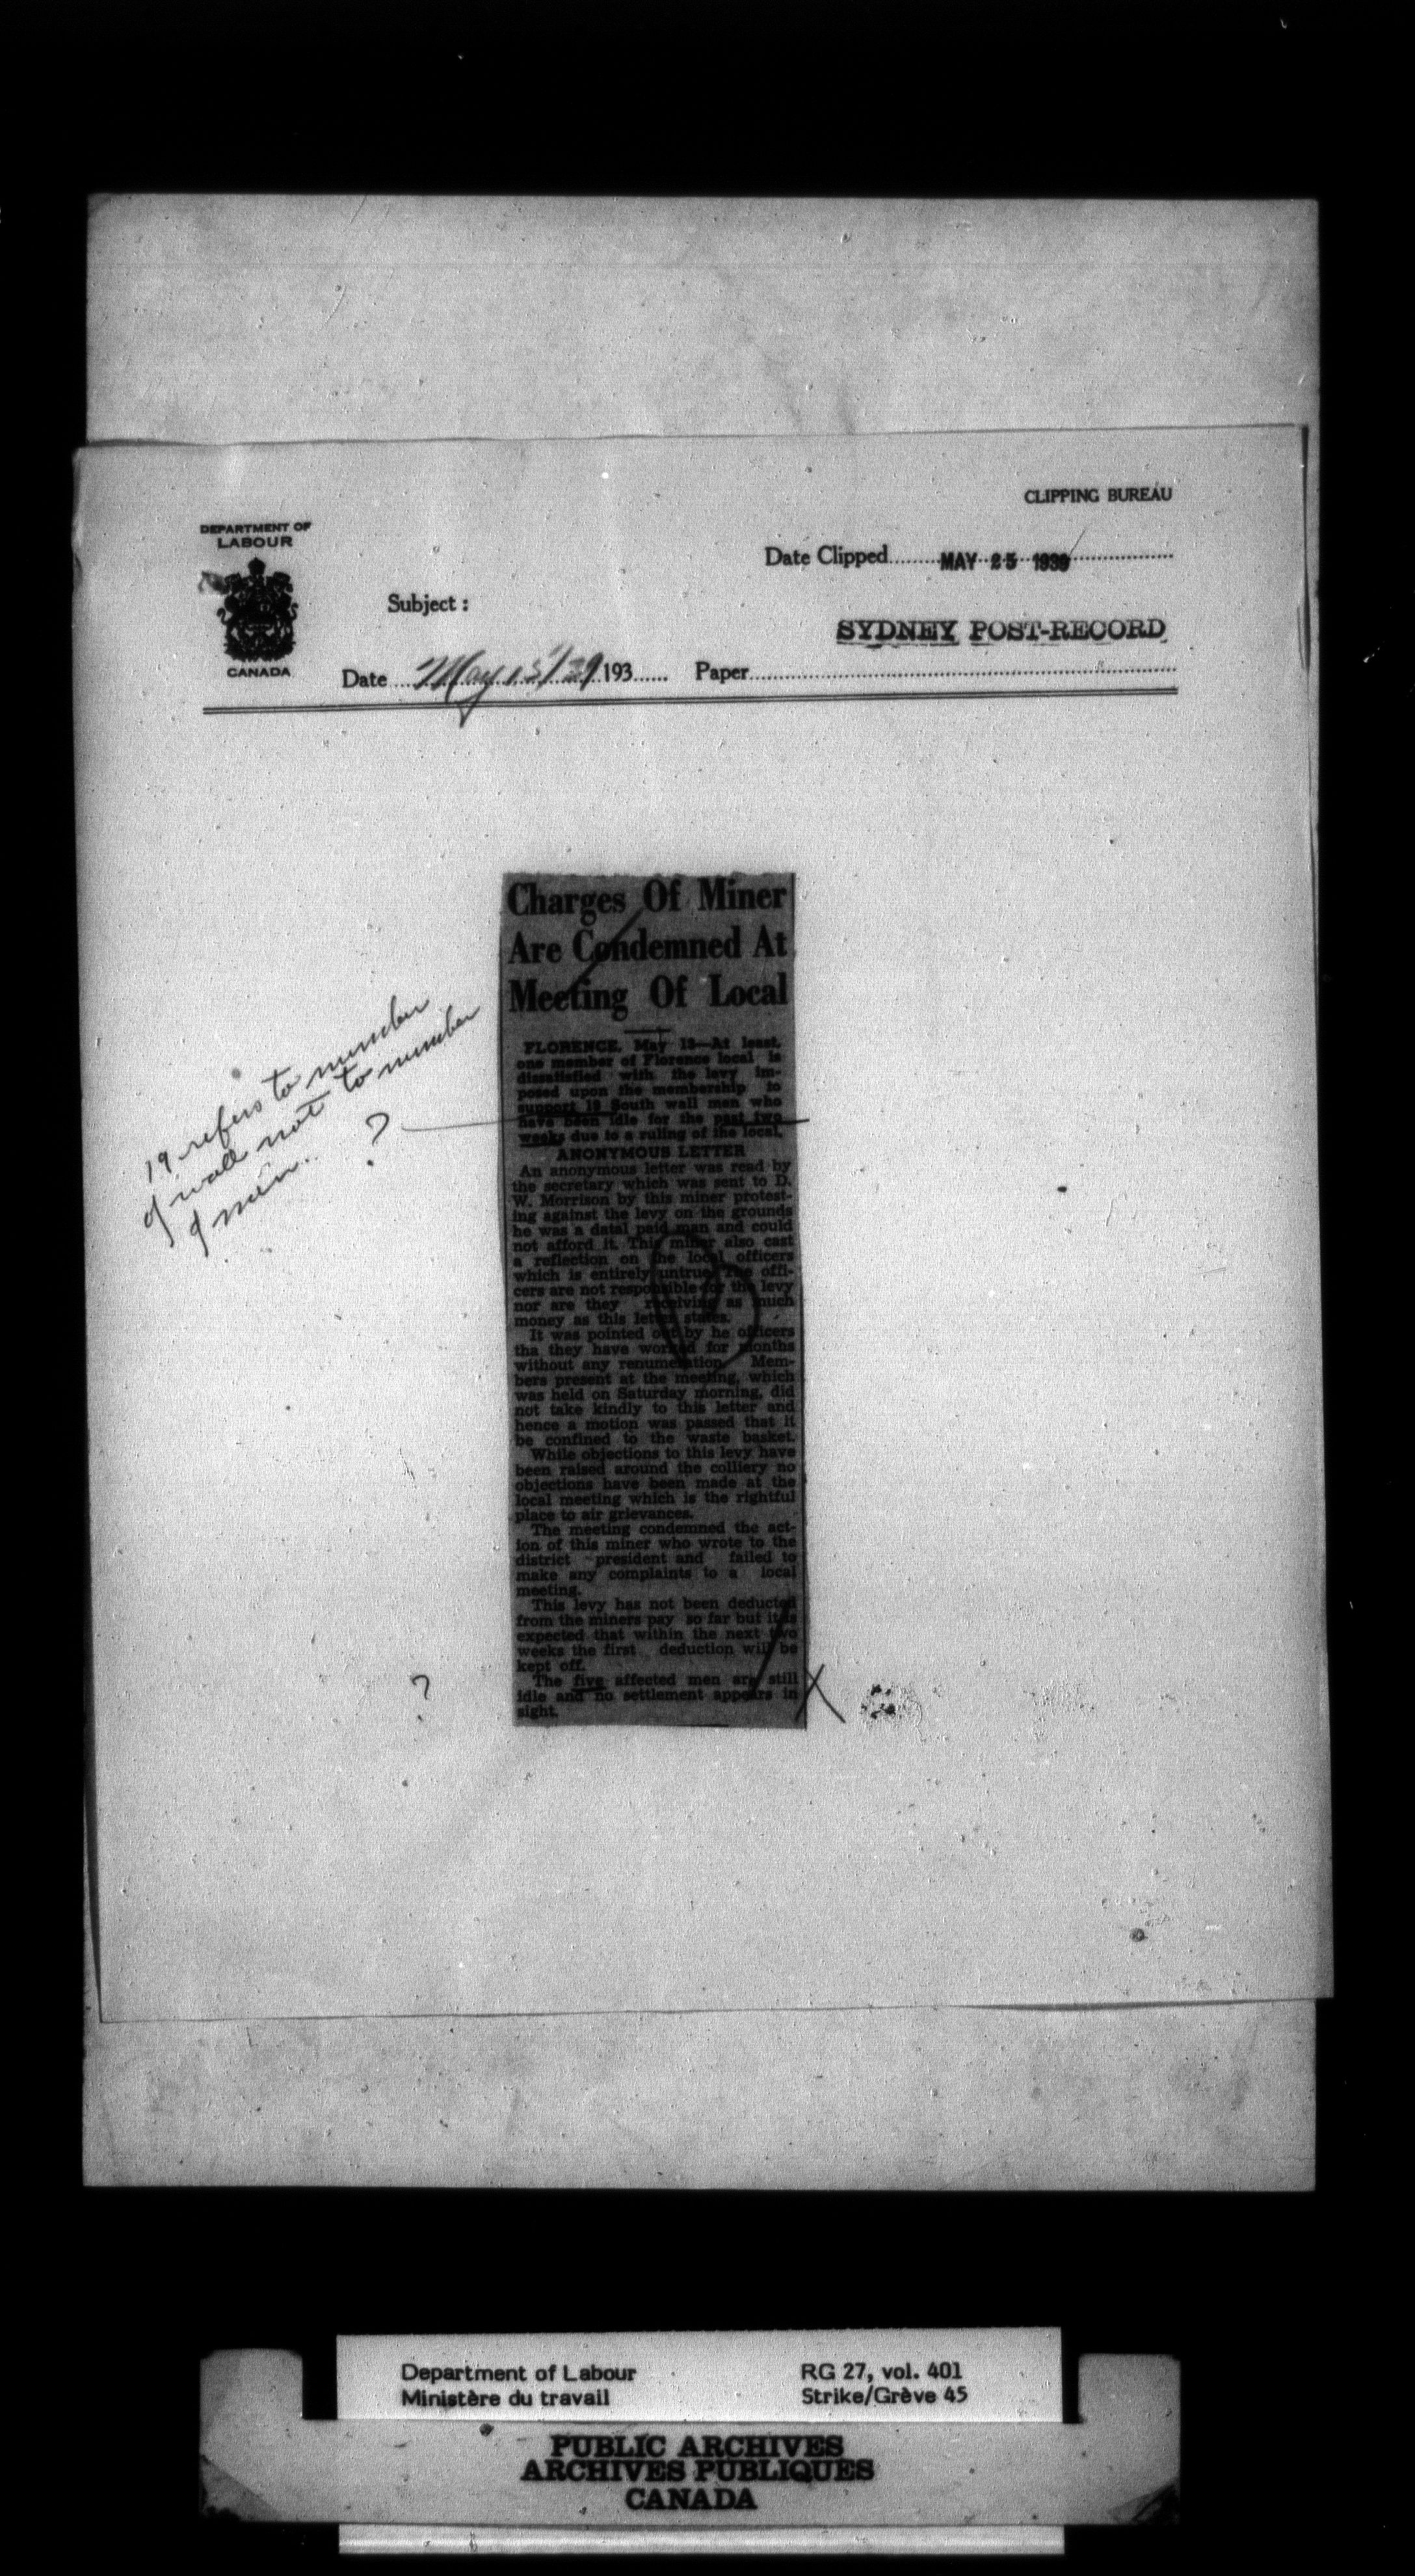 CLIPPING BUREAU
DEPARTMENT OF
LABOUR
CANADA
Date Clipped MAY 25 1939
Subject :
SYDNEY POST-RECORD
Date May 193 Paper
Charges Of Miner
Are Condemned At
Meeting Of Local
19 refers to number
of wall not to number
of men.
?
FLORENCE, May 13—At least,
one member of Florence local is
dissatisfied with the levy im-
posed upon the membership to
support 19 South wall men who
have been idle for the past two
weeks due to a ruling of the local.
ANONYMOUS LETTER
An anonymous letter was read by
the secretary which was sent to D.
W. Morrison by this miner protest-
ing against the levy on the grounds
he was a datal paid man and could
not afford it. This miner also cast
a reflection on the local officers
which is entirely untrue. The offi-
cers are not responsible for the levy
nor are they receiving as much
money as this letter states.
It was pointed out by he officers
tha they have worked for months
without any renumeration. Mem-
bers present at the meeting, which
was held on Saturday morning, did
not take kindly to this letter and
hence a motion was passed that it
be confined to the waste basket.
While objections to this levy have
been raised around the colliery no
objections have been made at the
local meeting which is the rightful
place to air grievances.
The meeting condemned the act-
ion of this miner who wrote to the
district president and failed to
make any complaints to a local
meeting.
This levy has not been deducted
from the miners pay so far but it is
expected that within the next two
weeks the first deduction will be
kept off.
The five affected men are still
idle and no settlement appears in
sight.
?
X
Department of Labour
Ministère du travail
RG 27, vol. 401
Strike/Grève 45
PUBLIC ARCHIVES
ARCHIVES PUBLIQUES
CANADA